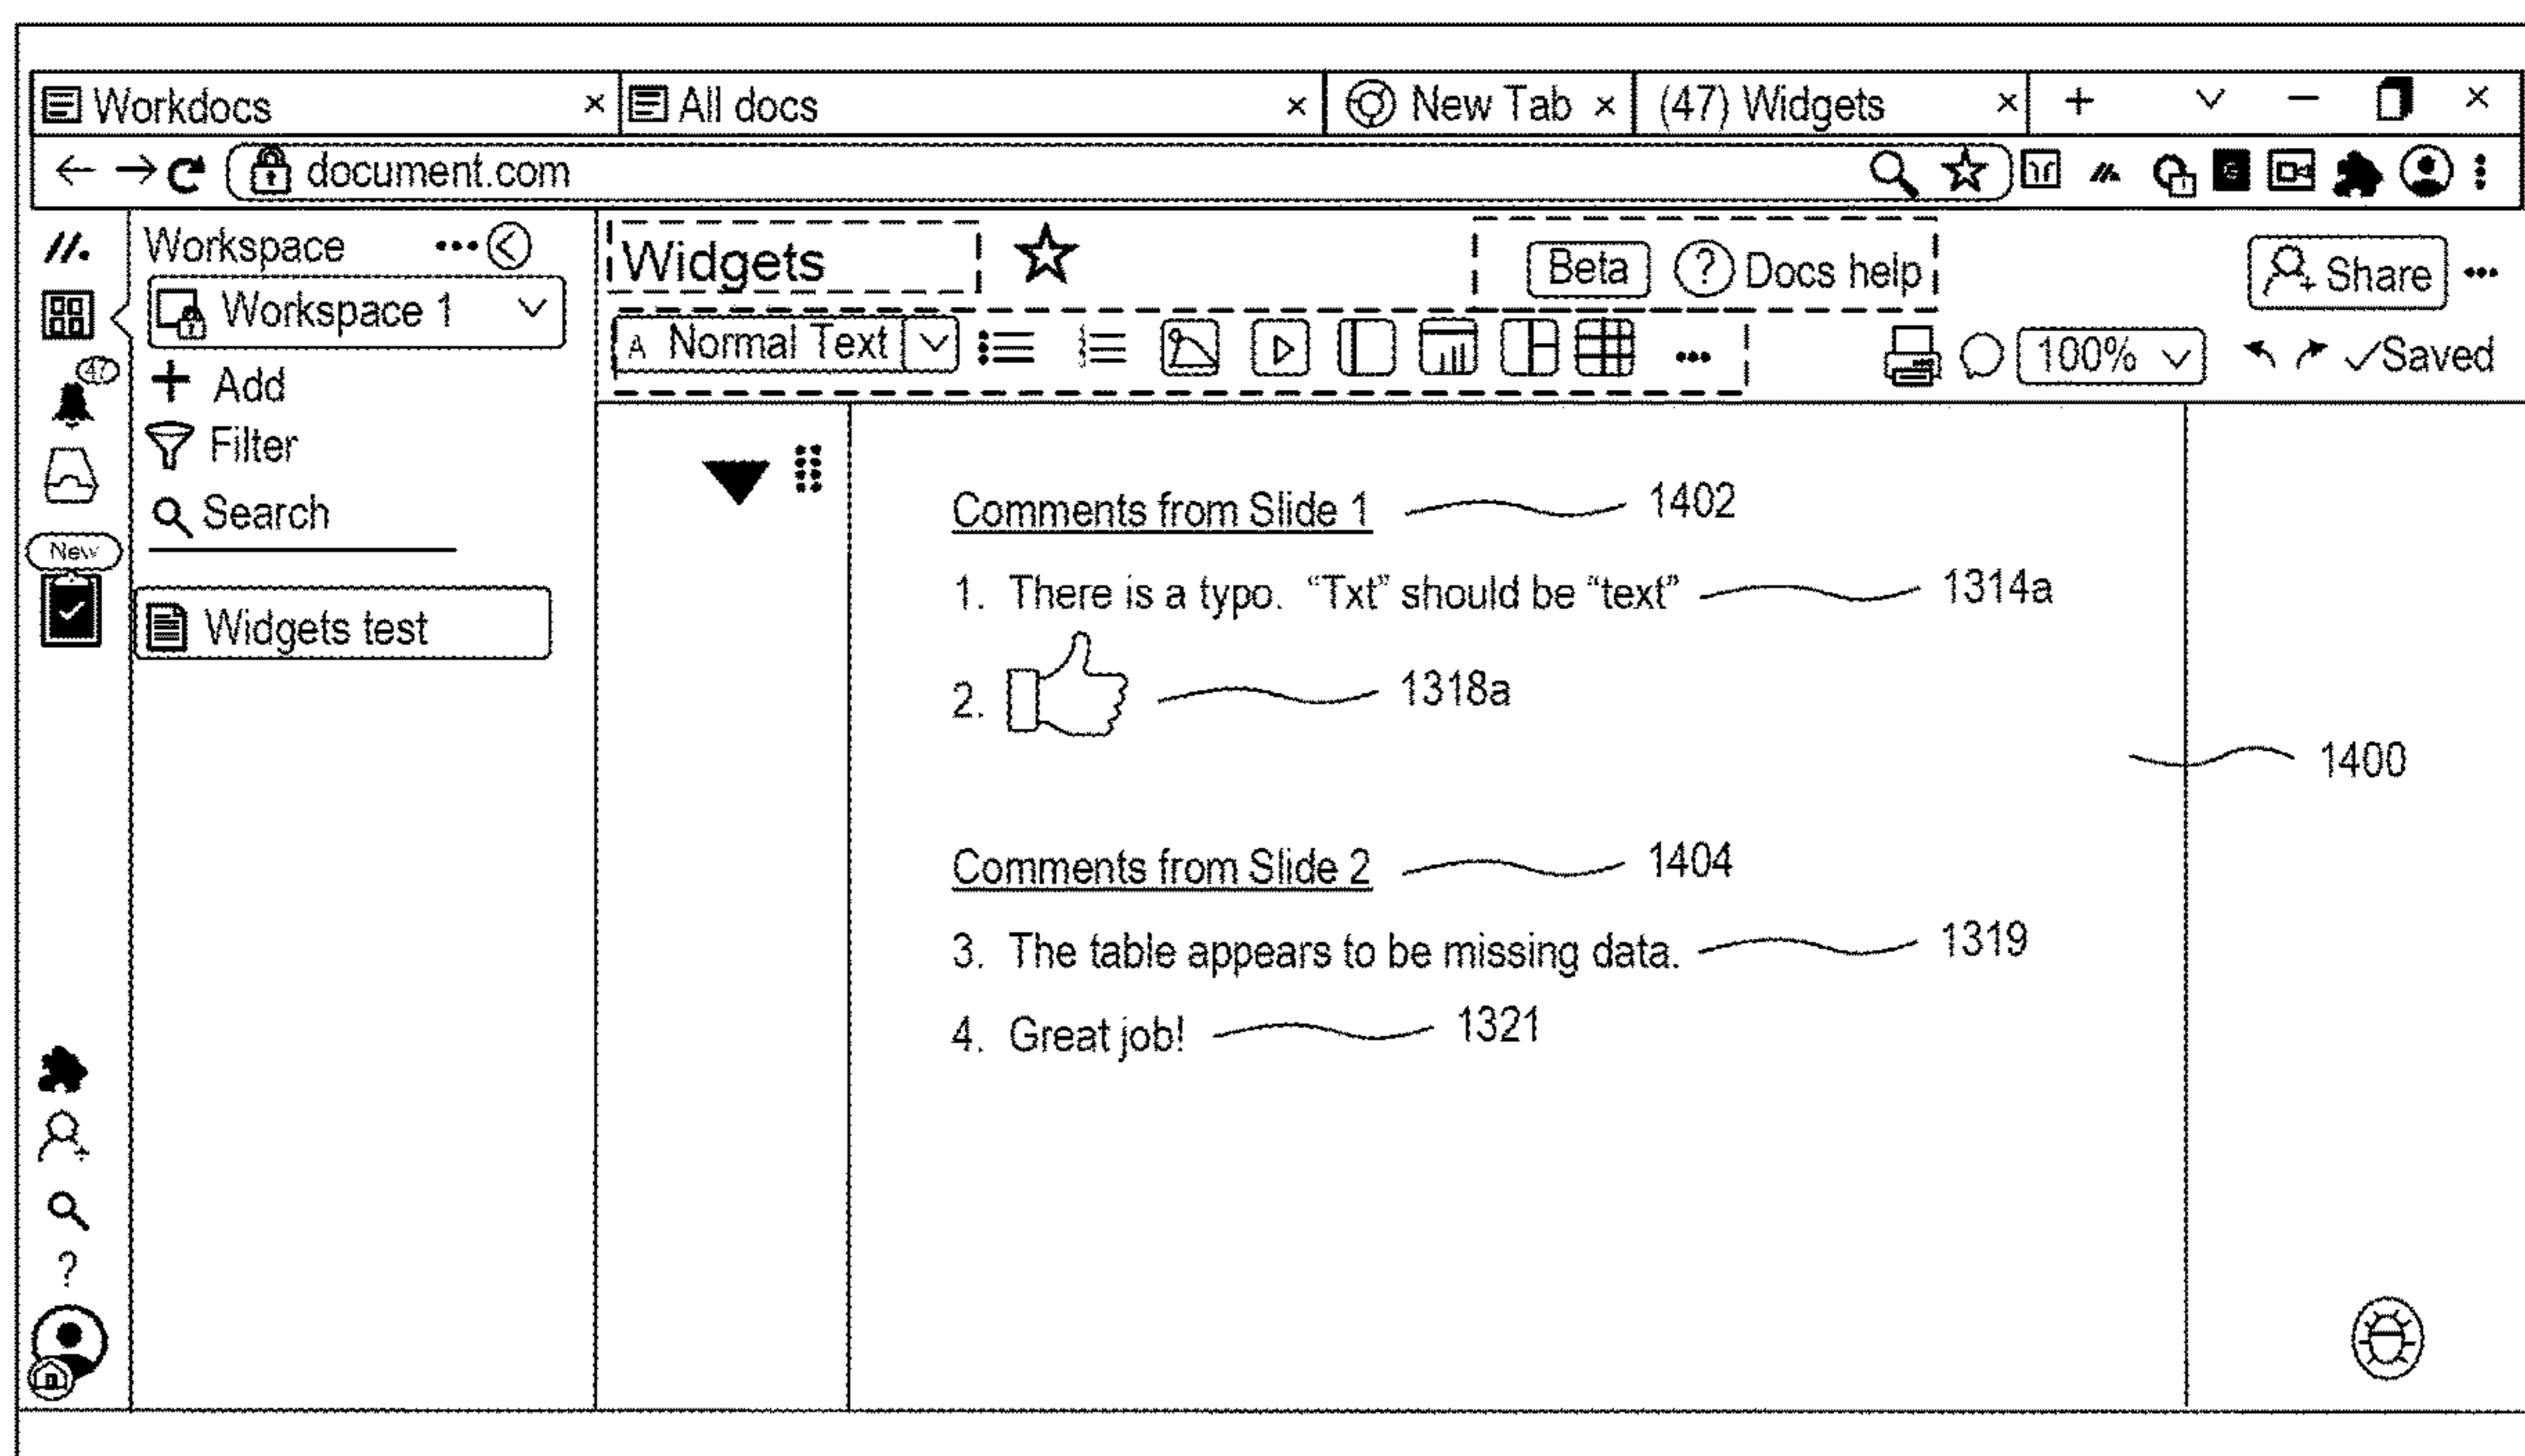 Workdocs × All docs × New Tab × (47) Widgets × + ×
document.com
Workspace ...
Widgets
Beta ? Docs help
Share ...
Workspace 1
A Normal Text
...
100%
Saved
47
+ Add
Filter
Search
New
Widgets test
Comments from Slide 1 1402
1. There is a typo. “Txt” should be “text” 1314a
2. 1318a
1400
Comments from Slide 2 1404
3. The table appears to be missing data. 1319
4. Great job! 1321
?